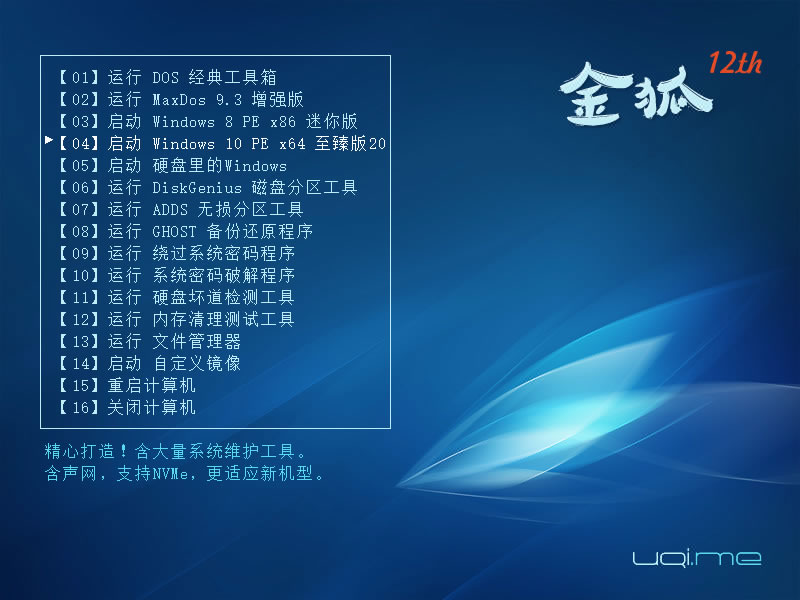 12th
金狐
【01】运行 DOS 经典工具箱
【02】运行 MaxDos 9.3 增强版
【03】启动 Windows 8 PE x86 迷你版
【04】启动 Windows 10 PE x64 至臻版20
【05】启动 硬盘里的Windows
【06】运行 DiskGenius 磁盘分区工具
【07】运行 ADDS 无损分区工具
【08】运行 GHOST 备份还原程序
【09】运行 绕过系统密码程序
【10】运行 系统密码破解程序
【11】运行 硬盘坏道检测工具
【12】运行 内存清理测试工具
【13】运行 文件管理器
【14】启动 自定义镜像
【15】重启计算机
【16】关闭计算机
精心打造！含大量系统维护工具。
含声网，支持NVMe，更适应新机型。
uqi.me